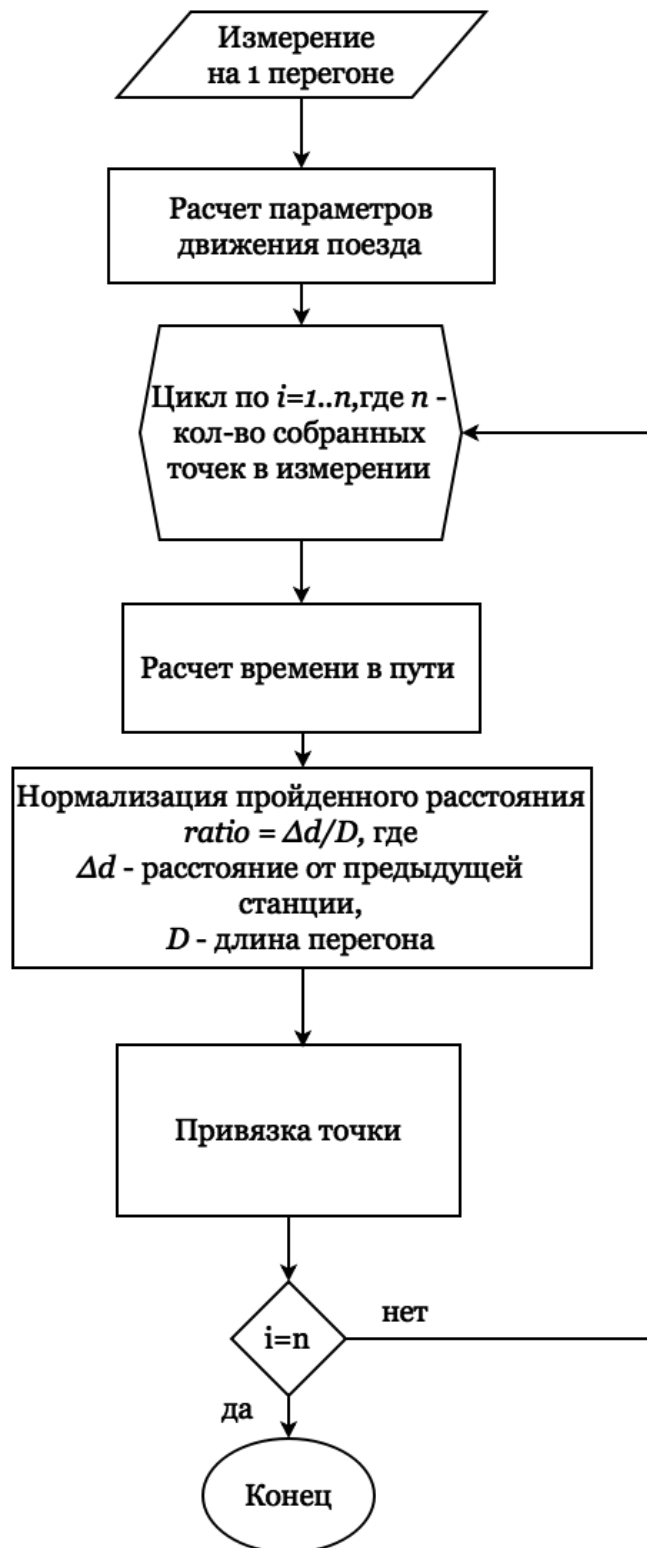 Измерение
на 1 перегоне
Расчет параметров
движения поезда
Цикл по i=1..n,где n -
кол-во собранных
точек в измерении
Расчет времени в пути
Нормализация пройденного расстояния
ratio = Δd/D, где
Δd - расстояние от предыдущей
станции,
D - длина перегона
Привязка точки
нет
i=n
да
Конец